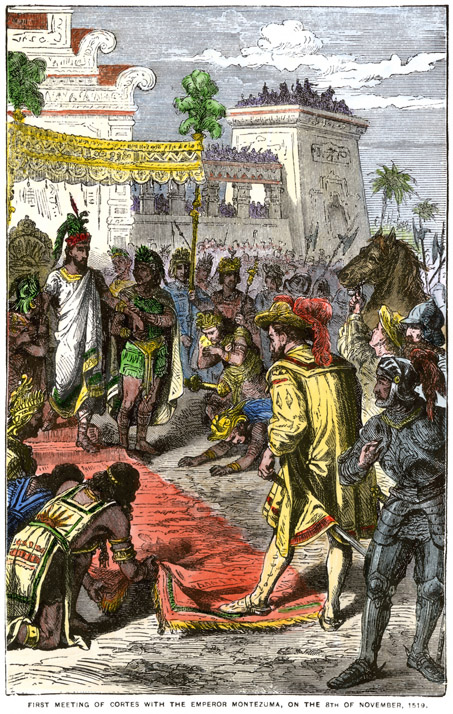 FIRST MEETING OF CORTES WITH THE EMPEROR MONTEZUMA, ON THE 8TH OF NOVEMBER, 1519.